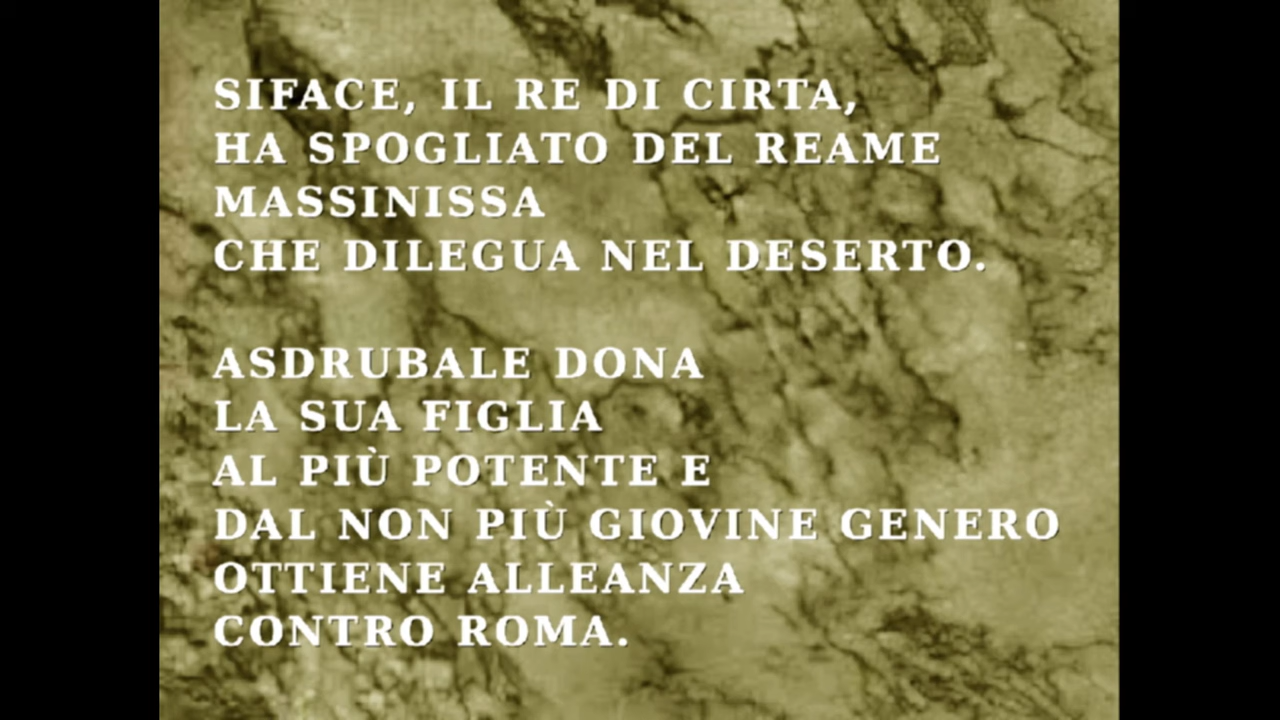 SIFACE, IL RE DI CIRTA,
HA SPOGLIATO DEL REAME
MASSINISSA
CHE DILEGUA NEL DESERTO.
ASDRUBALE DONA
LA SUA FIGLIA
AL PIÙ POTENTE E
DAL NON PIÙ GIOVINE GENERO
OTTIENE ALLEANZA
CONTRO ROMA.